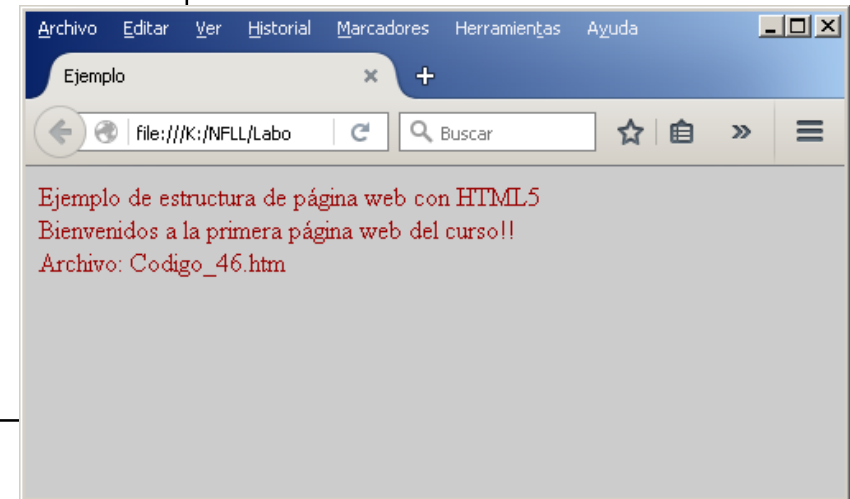 Archivo Editar Ver Historial Marcadores Herramientas Ayuda
Ejemplo
file:///K:/NFLL/Labo
Buscar
Ejemplo de estructura de página web con HTML5
Bienvenidos a la primera página web del curso!!
Archivo: Codigo_46.htm